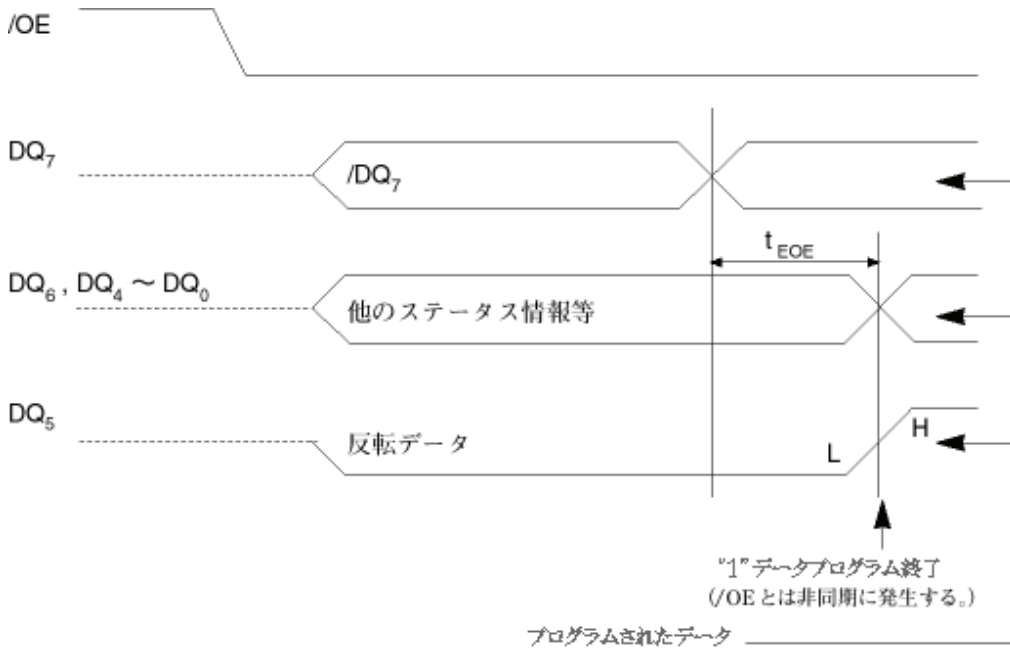 /OE
DQ7
/DQ7
tEOE
DQ6 , DQ4 ～ DQ0
他のステータス情報等
DQ5
反転データ
L
H
"1" データプログラム終了
（/OE とは非同期に発生する。）
プログラムされたデータ